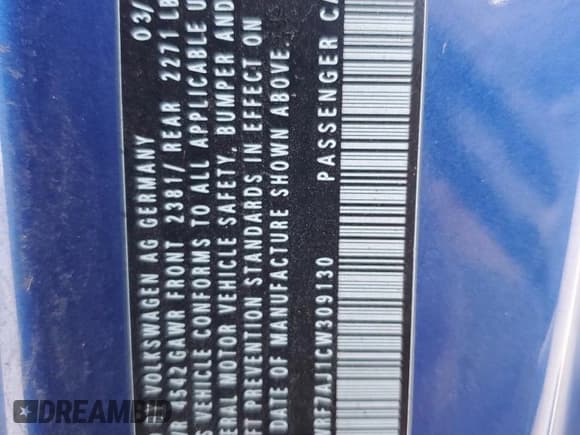 VOLKSWAGEN AG GERMANY 03/
4542 GAWR FRONT 2381/ REAR 2271 LB
VEHICLE CONFORMS TO ALL APPLICABLE
MOTOR VEHICLE SAFETY, BUMPER AND
PREVENTION STANDARDS IN EFFECT ON
DATE OF MANUFACTURE SHOWN ABOVE.
PASSENGER CA
RF7AJ1CW309130
DREAMBID